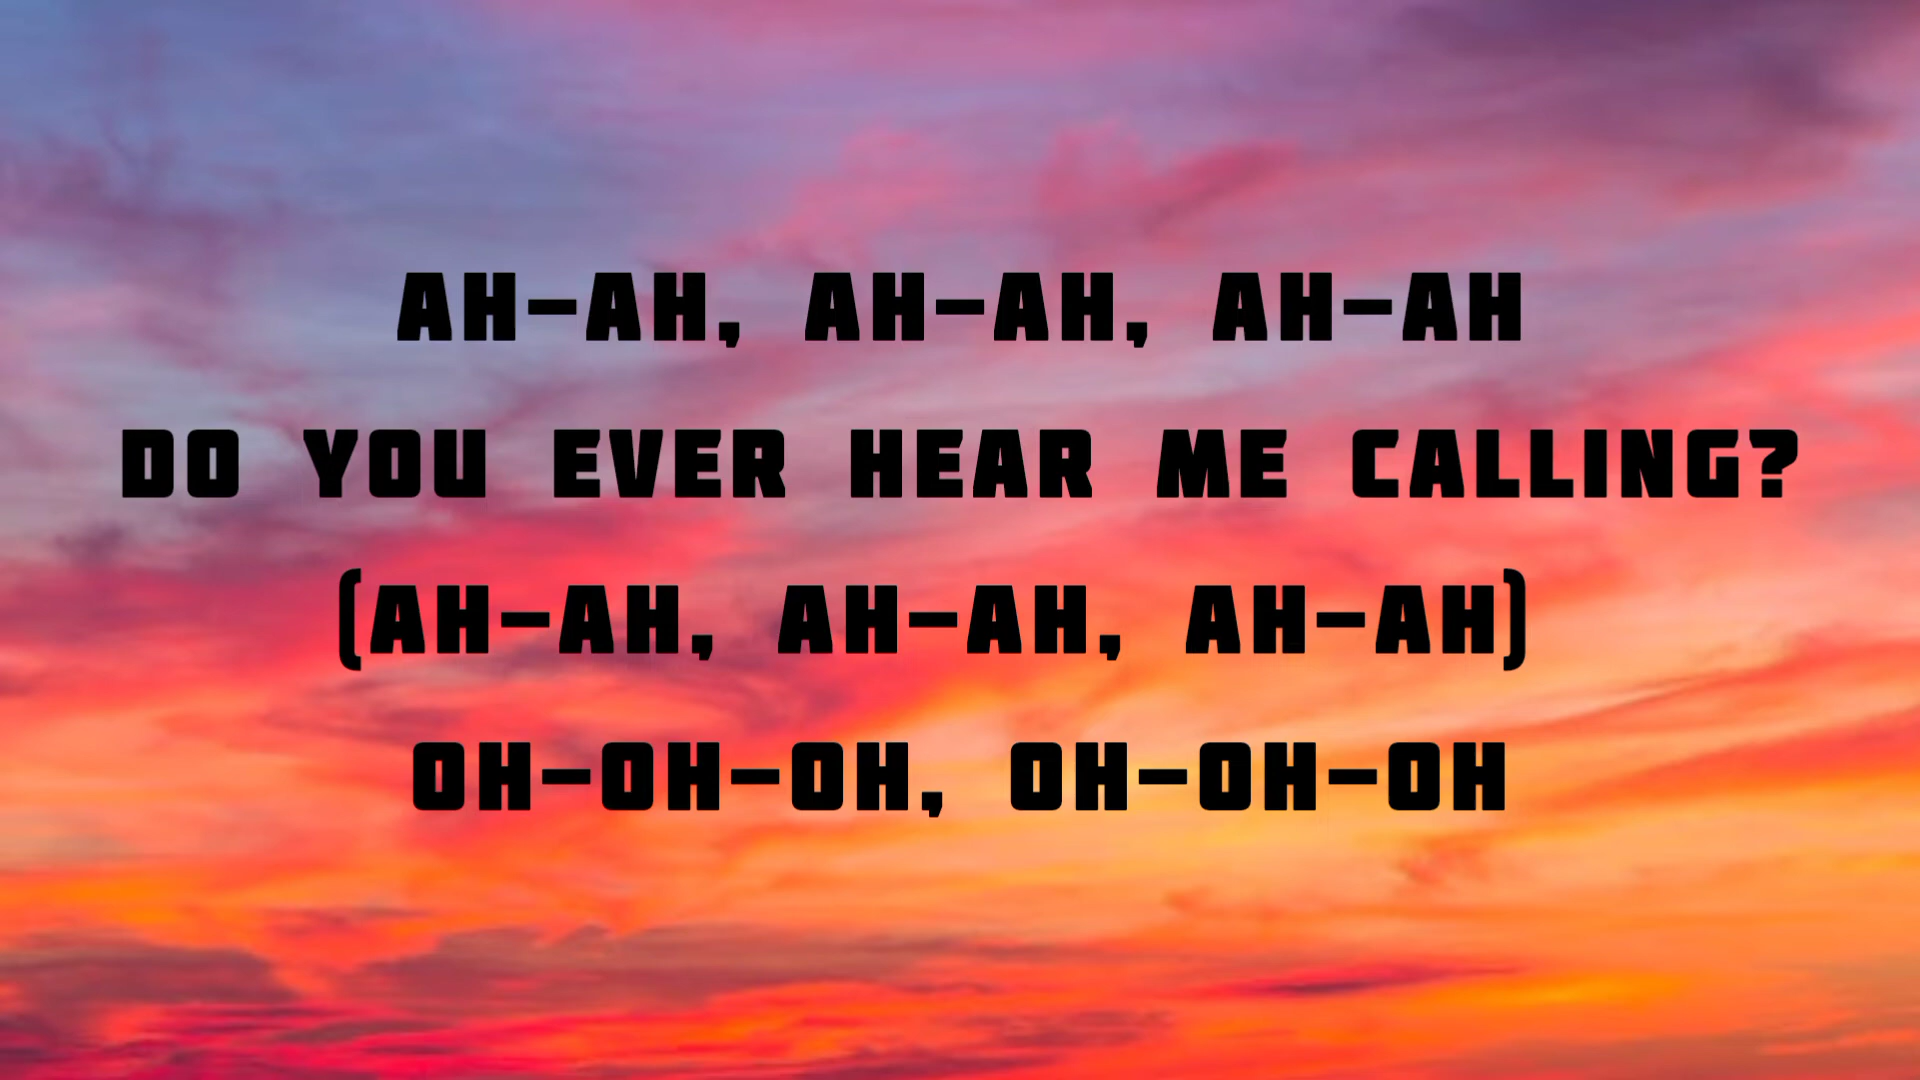 AH-AH, AH-AH, AH-AH
DO YOU EVER HEAR ME CALLING?
(AH-AH, AH-AH, AH-AH)
OH-OH-OH, OH-OH-OH